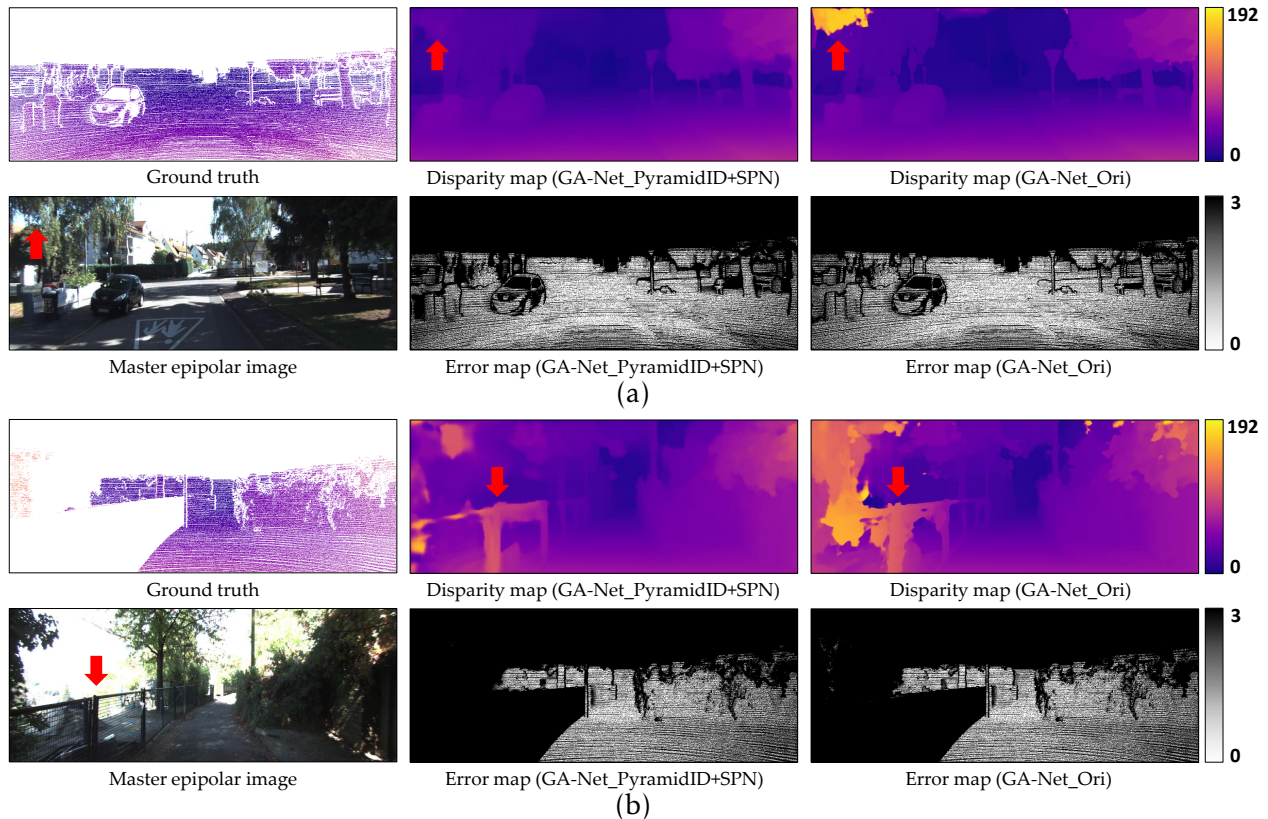 192
0
Ground truth
Disparity map (GA-Net_PyramidID+SPN)
Disparity map (GA-Net_Ori)
3
0
Master epipolar image
Error map (GA-Net_PyramidID+SPN)
Error map (GA-Net_Ori)
(a)
192
0
Ground truth
Disparity map (GA-Net_PyramidID+SPN)
Disparity map (GA-Net_Ori)
3
0
Master epipolar image
Error map (GA-Net_PyramidID+SPN)
Error map (GA-Net_Ori)
(b)